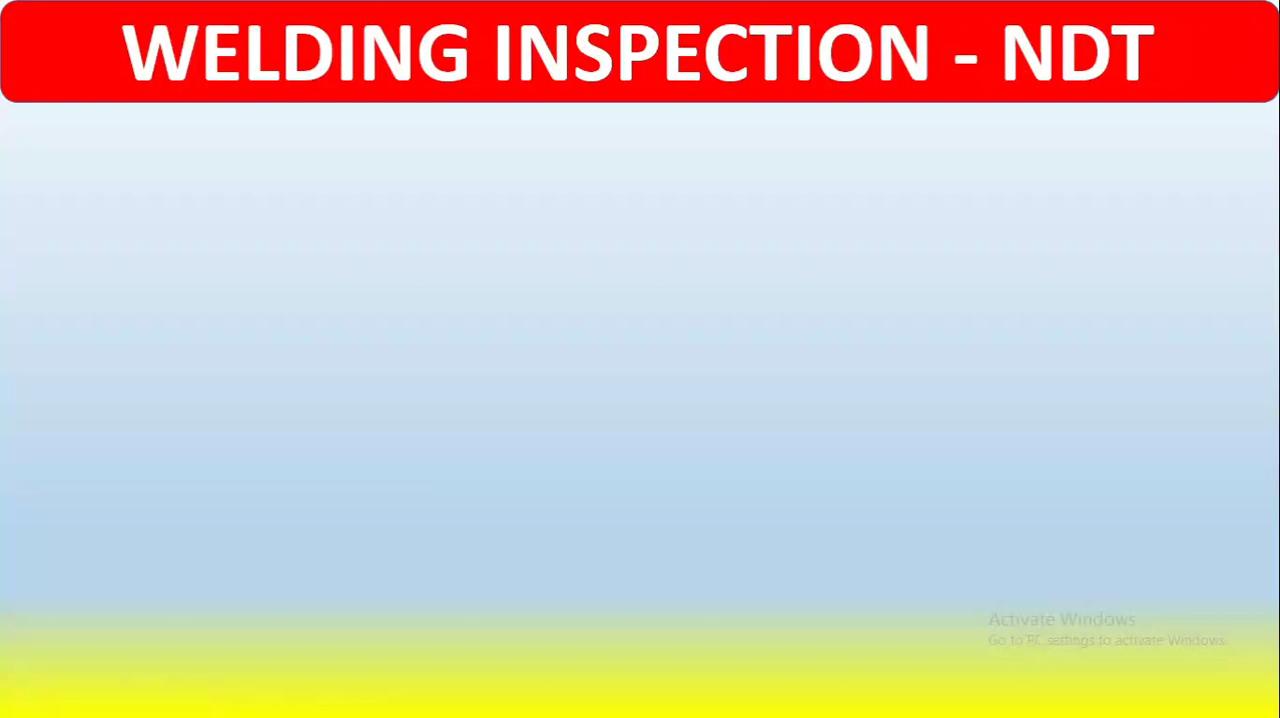 WELDING INSPECTION - NDT
Activate Windows
Go to PC settings to activate Windows.